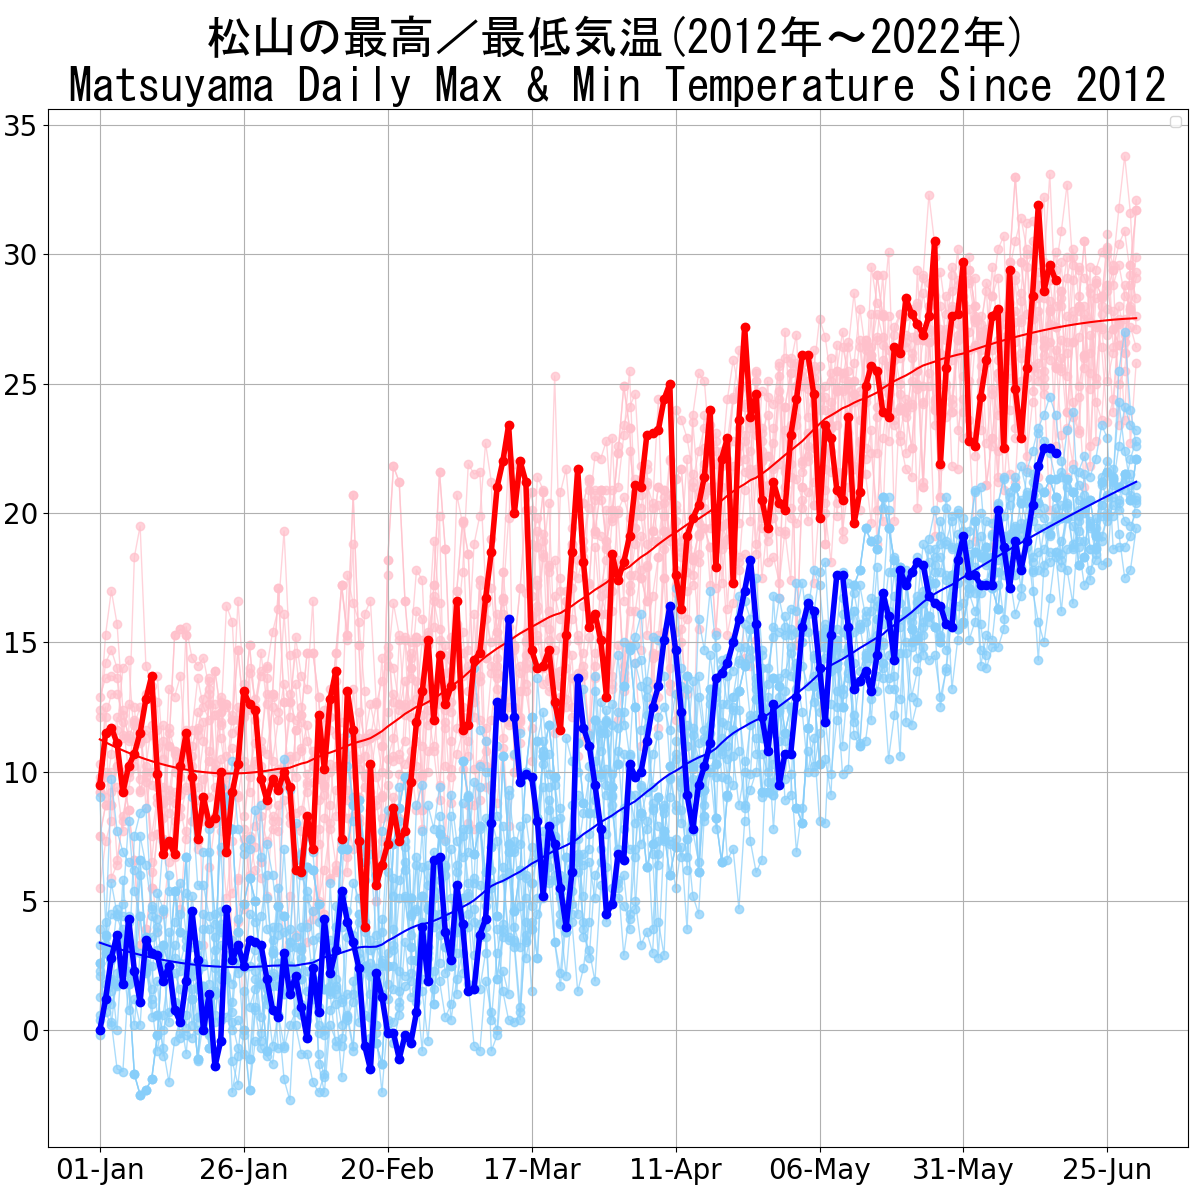 松山の最高／最低気温(2012年～2022年)
Matsuyama Daily Max & Min Temperature Since 2012
35
30
25
20
15
10
5
0
01-Jan 26-Jan 20-Feb 17-Mar 11-Apr 06-May 31-May 25-Jun